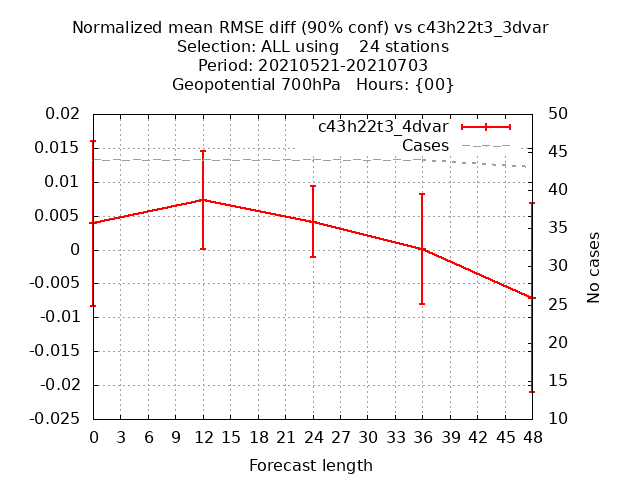 Normalized mean RMSE diff (90% conf) vs c43h22t3_3dvar
Selection: ALL using    24 stations
Period: 20210521-20210703
Geopotential 700hPa   Hours: {00}
c43h22t3_4dvar
Cases
0.02
0.015
0.01
0.005
0
-0.005
-0.01
-0.015
-0.02
-0.025
50
45
40
35
30
25
20
15
10
No cases
0 3 6 9 12 15 18 21 24 27 30 33 36 39 42 45 48
Forecast length